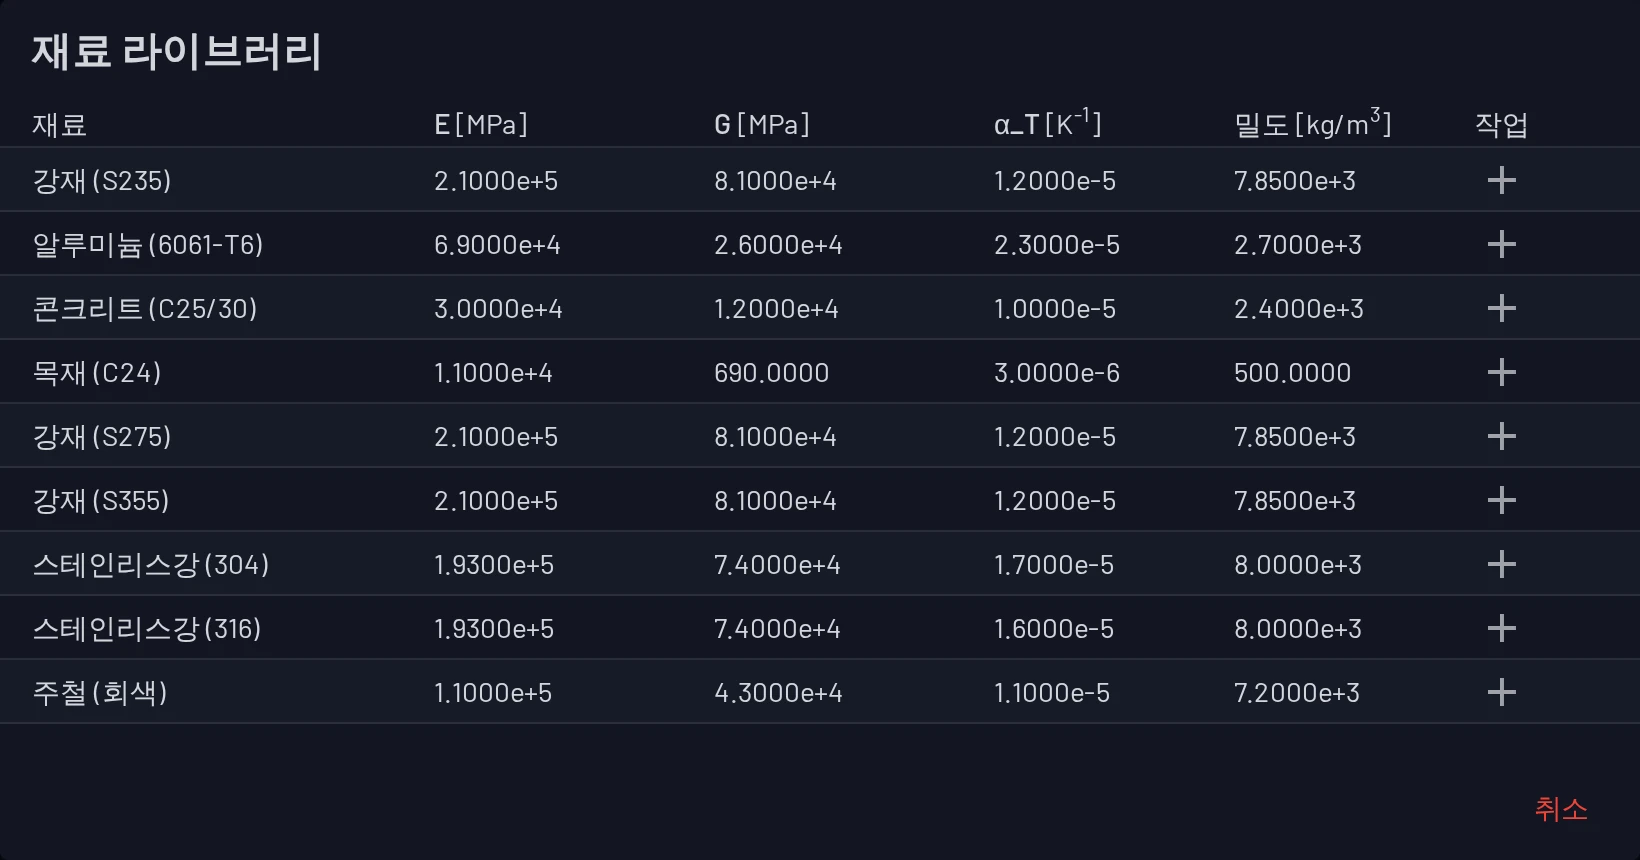 재료 라이브러리
재료 E [MPa] G [MPa] α_T [K⁻¹] 밀도 [kg/m³] 작업
강재 (S235) 2.1000e+5 8.1000e+4 1.2000e-5 7.8500e+3
알루미늄 (6061-T6) 6.9000e+4 2.6000e+4 2.3000e-5 2.7000e+3
콘크리트 (C25/30) 3.0000e+4 1.2000e+4 1.0000e-5 2.4000e+3
목재 (C24) 1.1000e+4 690.0000 3.0000e-6 500.0000
강재 (S275) 2.1000e+5 8.1000e+4 1.2000e-5 7.8500e+3
강재 (S355) 2.1000e+5 8.1000e+4 1.2000e-5 7.8500e+3
스테인리스강 (304) 1.9300e+5 7.4000e+4 1.7000e-5 8.0000e+3
스테인리스강 (316) 1.9300e+5 7.4000e+4 1.6000e-5 8.0000e+3
주철 (회색) 1.1000e+5 4.3000e+4 1.1000e-5 7.2000e+3
취소